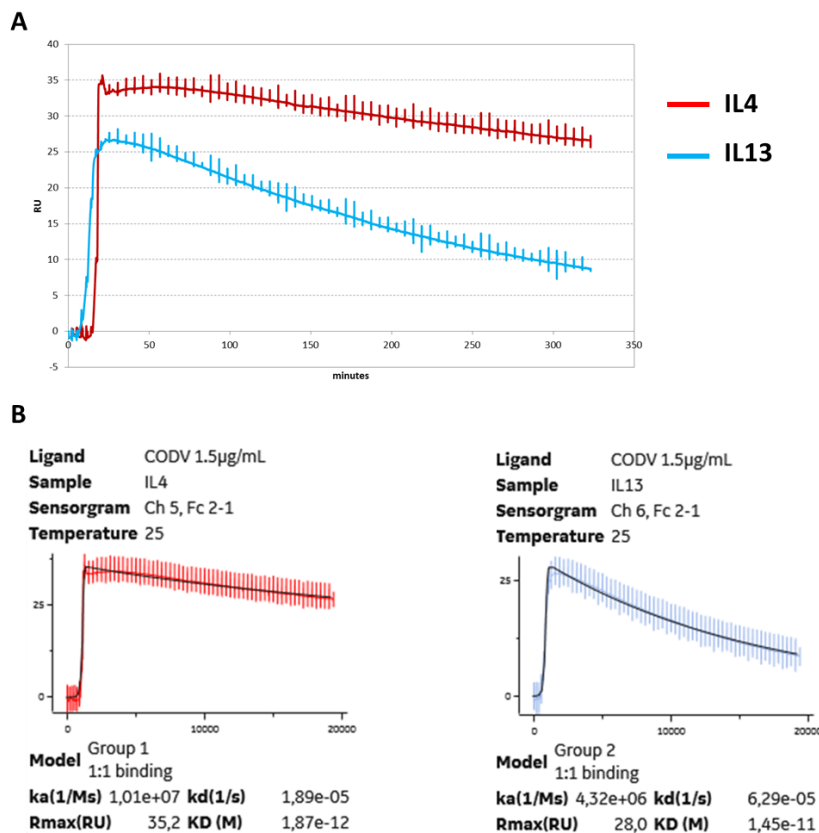 A
40
35
30
25
20
15
10
5
0
-5
RU
0 50 100 150 200 250 300 350
minutes
IL4
IL13
B
Ligand CODV 1.5µg/mL
Sample IL4
Sensorgram Ch 5, Fc 2-1
Temperature 25
25
0
0 10000 20000
Model Group 1
1:1 binding
ka(1/Ms) 1,01e+07 kd(1/s) 1,89e-05
Rmax(RU) 35,2 KD (M) 1,87e-12
Ligand CODV 1.5µg/mL
Sample IL13
Sensorgram Ch 6, Fc 2-1
Temperature 25
25
0
0 10000 20000
Model Group 2
1:1 binding
ka(1/Ms) 4,32e+06 kd(1/s) 6,29e-05
Rmax(RU) 28,0 KD (M) 1,45e-11